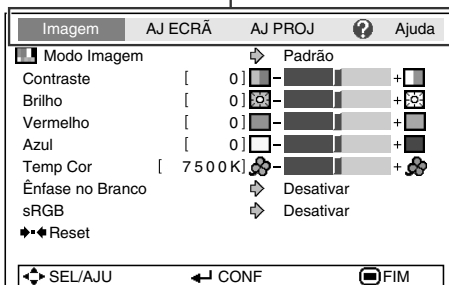 Imagem AJ ECRÃ AJ PROJ ? Ajuda
Modo Imagem Padrão
Contraste [ 0] - +
Brilho [ 0] - +
Vermelho [ 0] - +
Azul [ 0] - +
Temp Cor [ 7500K] - +
Ênfase no Branco Desativar
sRGB Desativar
Reset
SEL/AJU CONF FIM